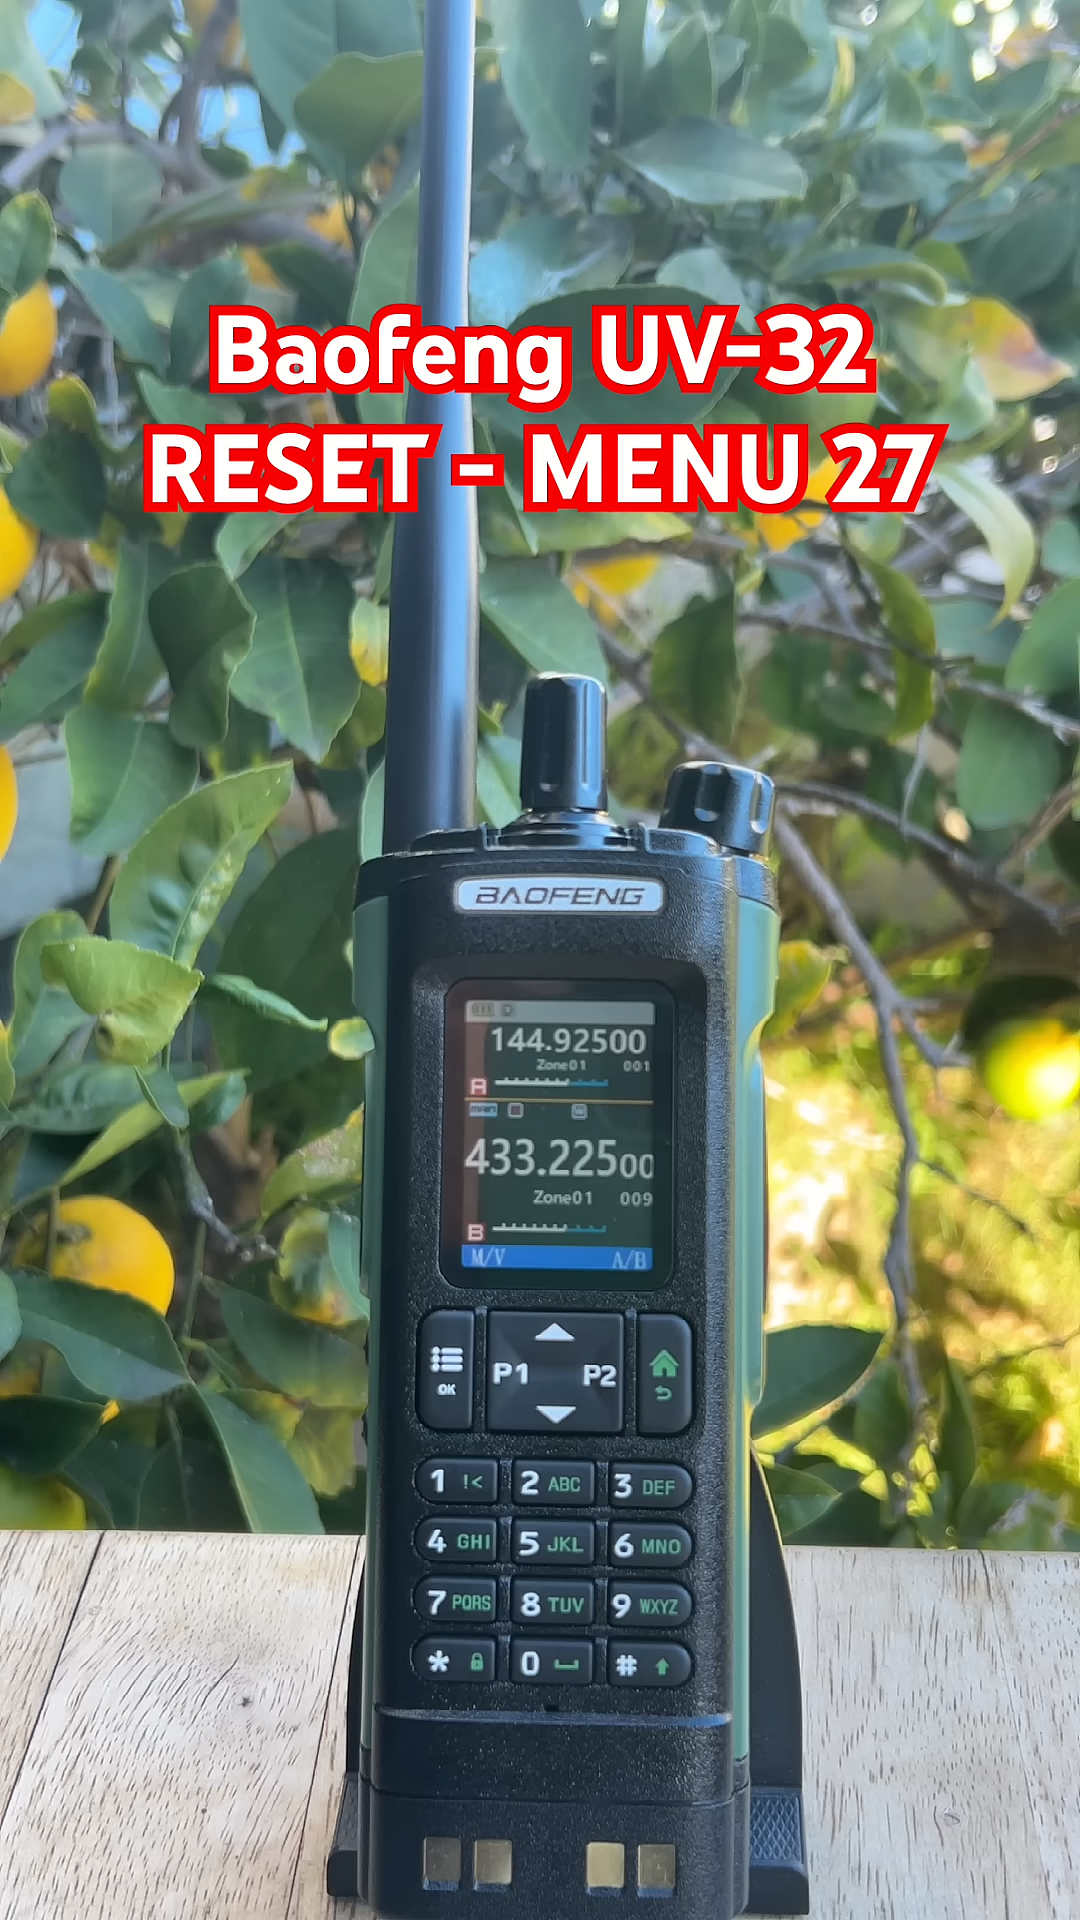 Baofeng UV-32
RESET - MENU 27
BAOFENG
D
144.92500
Zone01 001
A
433.22500
Zone01 009
B
M/V A/B
OK
P1 P2
1 !< 2 ABC 3 DEF
4 GHI 5 JKL 6 MNO
7 PQRS 8 TUV 9 WXYZ
* 0 #